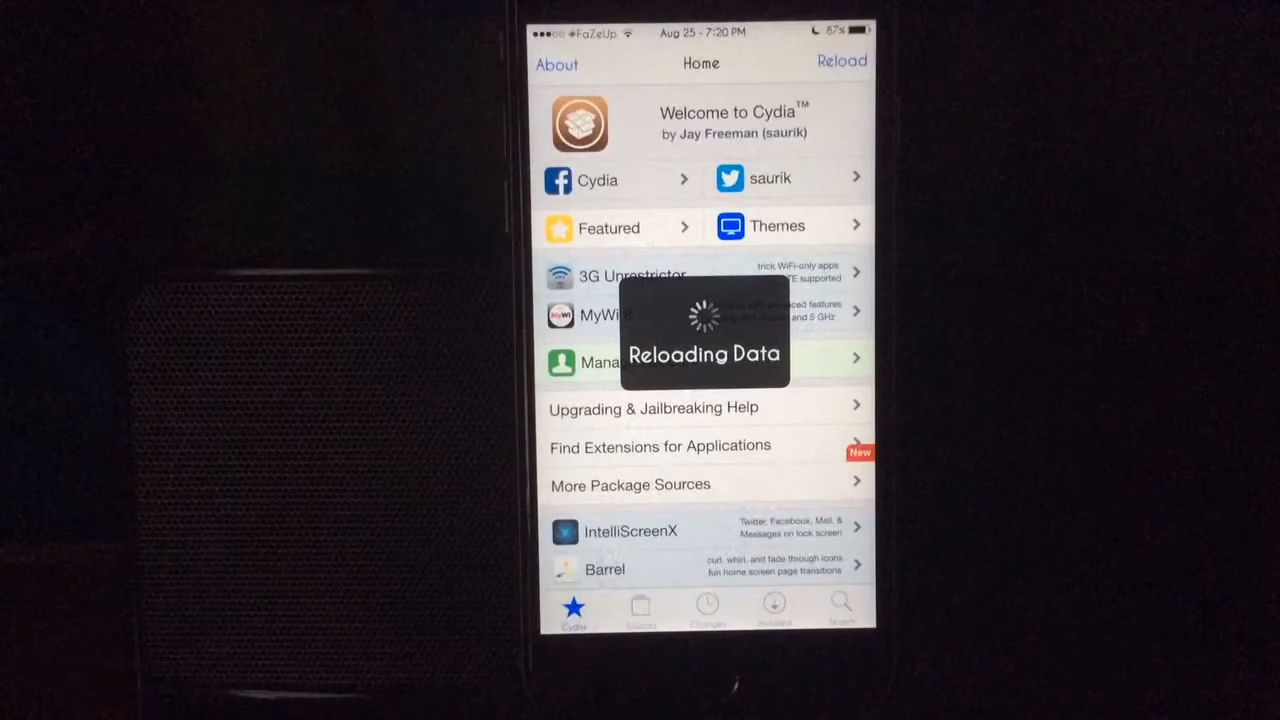 #FaZeUp Aug 25 - 7:20 PM 87%
About Home Reload
Welcome to Cydia™
by Jay Freeman (saurik)
Cydia saurik
Featured Themes
3G Unrestrictor trick WiFi-only apps
TE supported
MyWi features
and 5 GHz
Reloading Data
Upgrading & Jailbreaking Help
Find Extensions for Applications
New
More Package Sources
IntelliScreenX Twitter, Facebook, Mail, &
Messages on lock screen
Barrel curl, whirl, and fade through icons
fun home screen page transitions
Cydia Sources Changes Installed Search